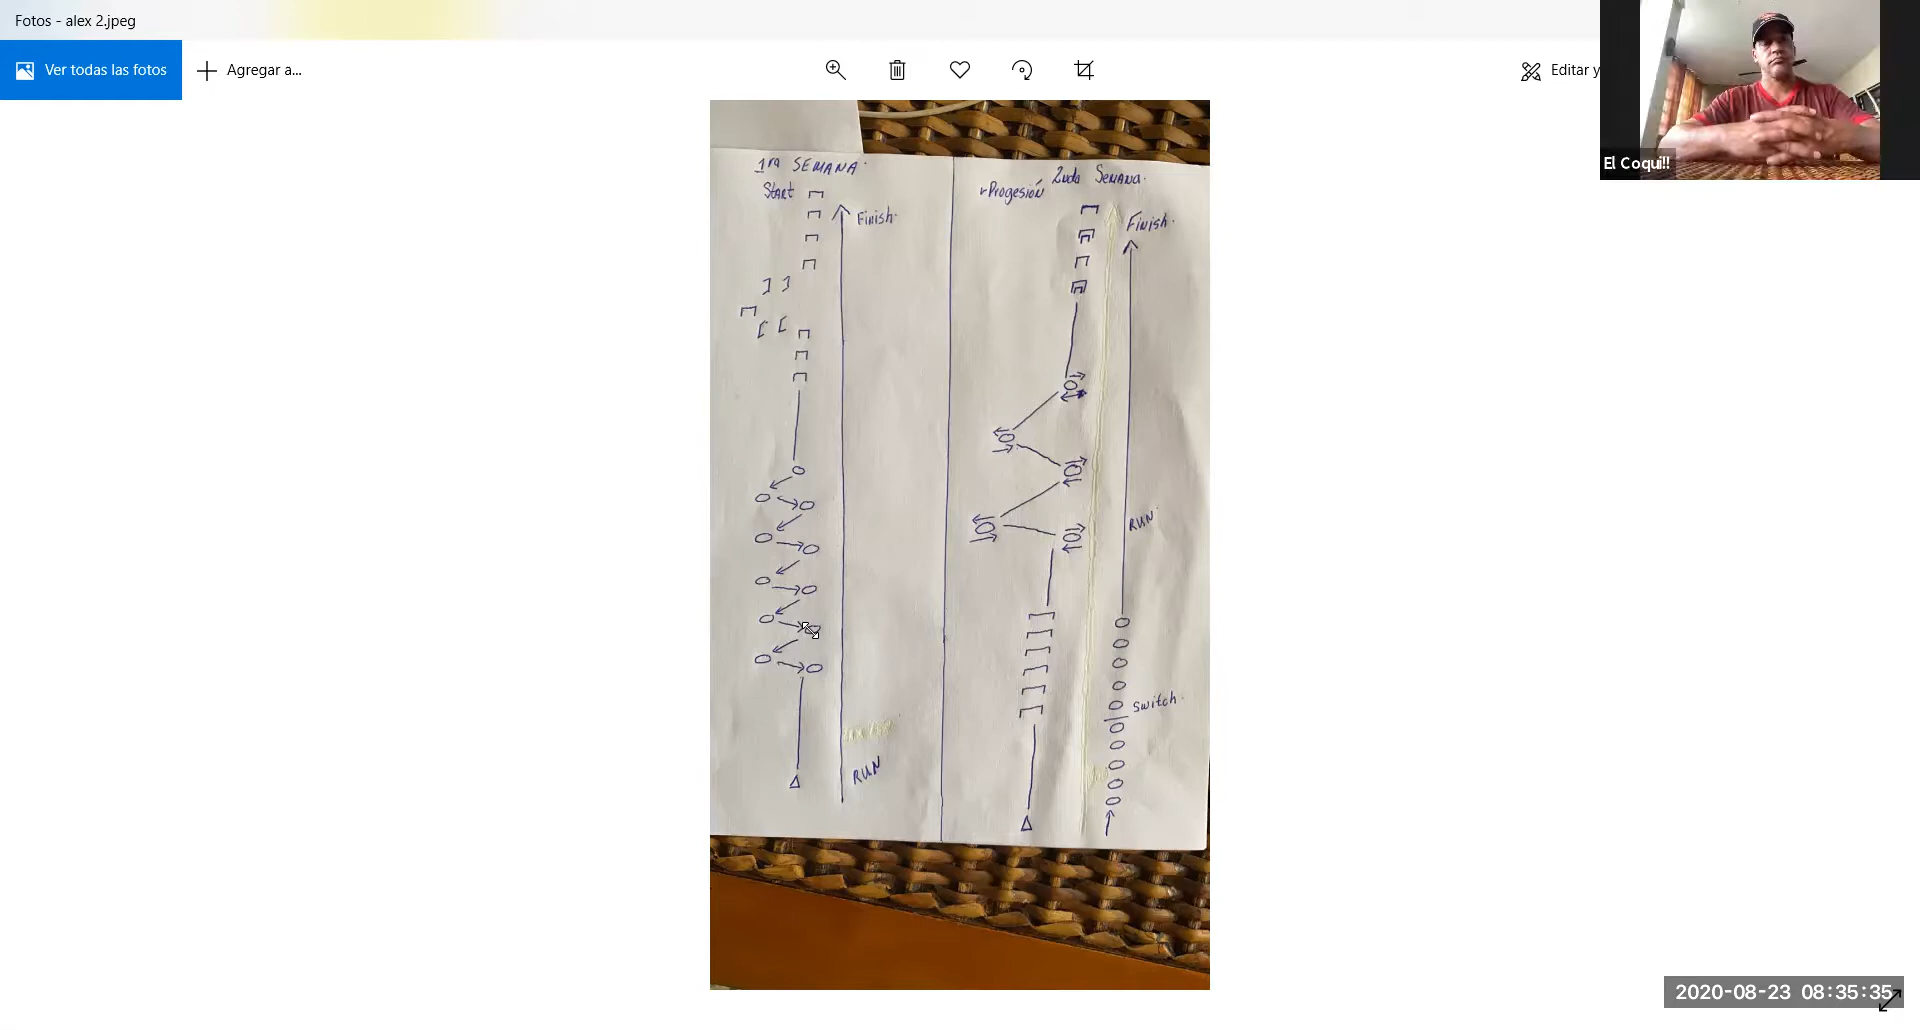 Fotos - alex 2.jpeg
Ver todas las fotos
Agregar a...
Editar y
El Coqui!!
1ra SEMANA.
Start
Finish.
RUN
2nda Semana.
Progesión
Finish.
RUN
Switch.
2020-08-23 08:35:35